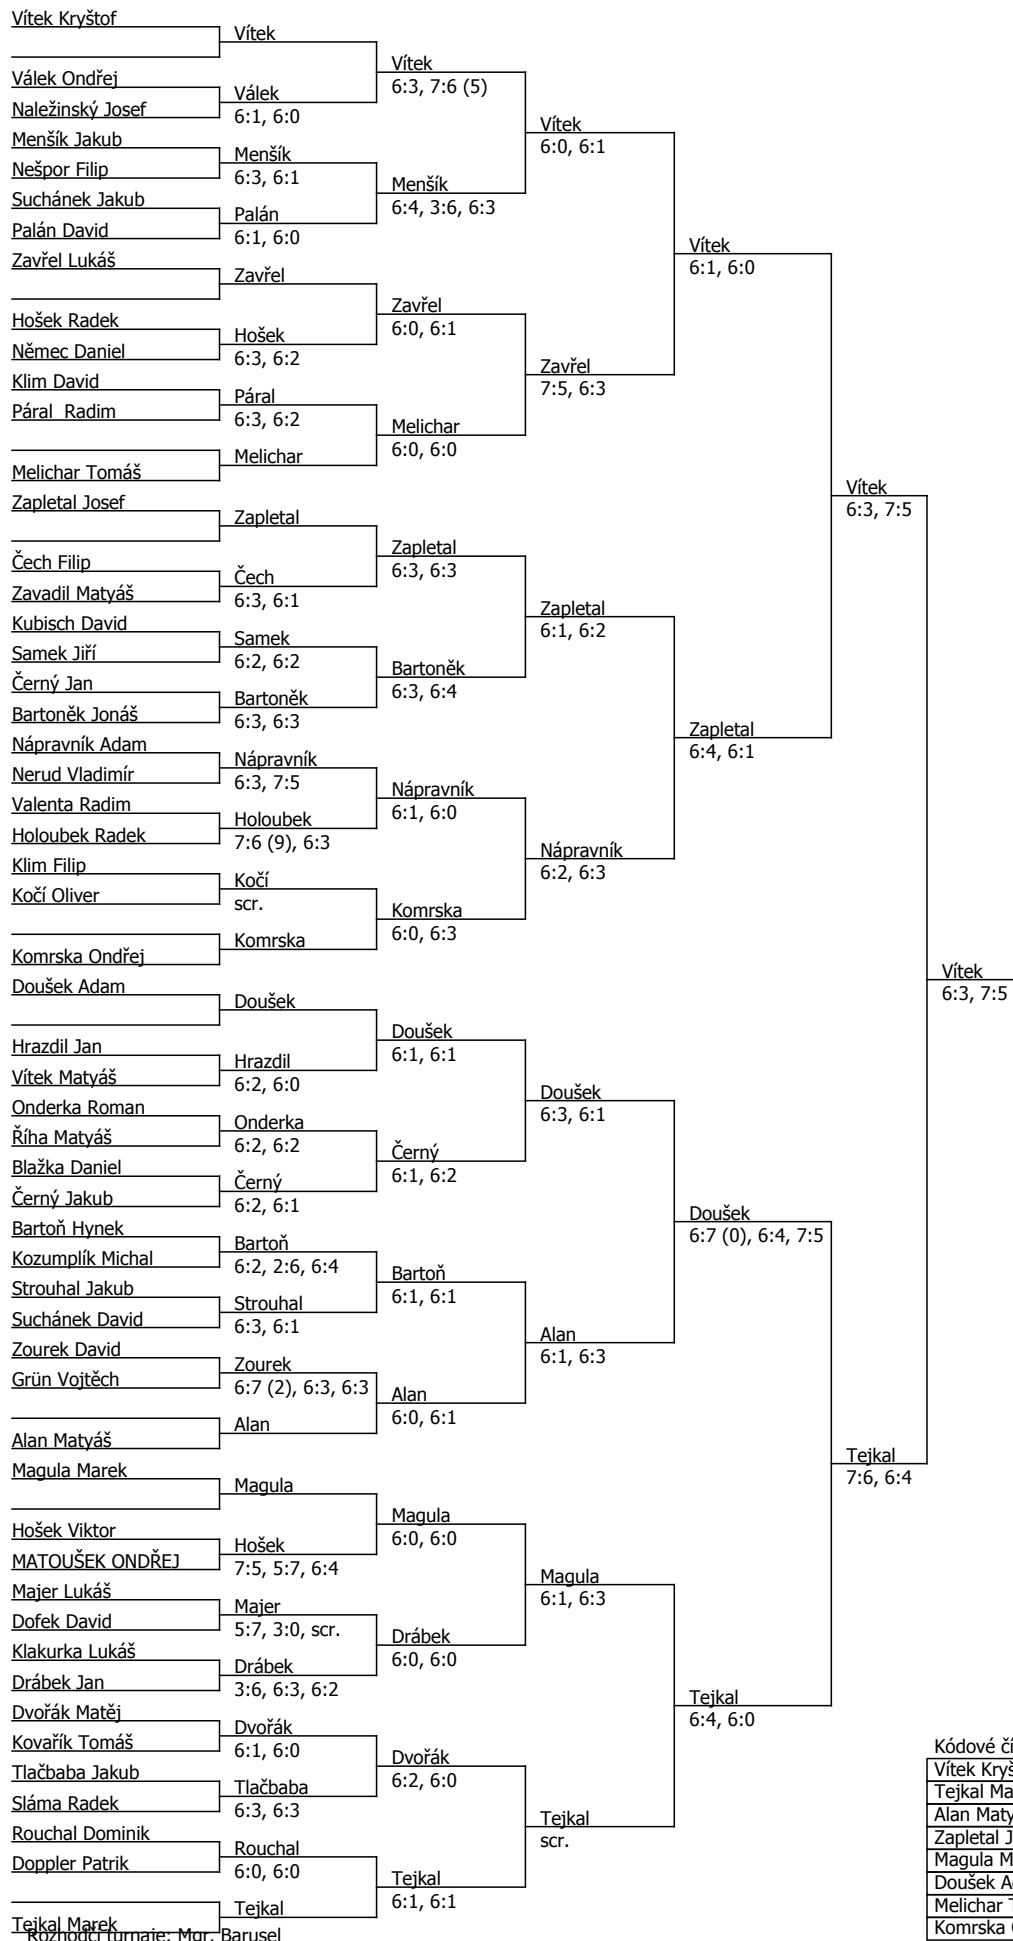 Vítek Kryštof
Vítek
Vítek
6:3, 7:6 (5)
Válek Ondřej
Válek
6:1, 6:0
Naležinský Josef
Vítek
6:0, 6:1
Menšík Jakub
Menšík
6:3, 6:1
Nešpor Filip
Menšík
6:4, 3:6, 6:3
Suchánek Jakub
Palán
6:1, 6:0
Palán David
Vítek
6:1, 6:0
Zavřel Lukáš
Zavřel
Zavřel
6:0, 6:1
Hošek Radek
Hošek
6:3, 6:2
Němec Daniel
Zavřel
7:5, 6:3
Klim David
Páral
6:3, 6:2
Páral  Radim
Melichar
6:0, 6:0
Melichar
Melichar Tomáš
Vítek
6:3, 7:5
Zapletal Josef
Zapletal
Zapletal
6:3, 6:3
Čech Filip
Čech
6:3, 6:1
Zavadil Matyáš
Zapletal
6:1, 6:2
Kubisch David
Samek
6:2, 6:2
Samek Jiří
Bartoněk
6:3, 6:4
Černý Jan
Bartoněk
6:3, 6:3
Bartoněk Jonáš
Zapletal
6:4, 6:1
Nápravník Adam
Nápravník
6:3, 7:5
Nerud Vladimír
Nápravník
6:1, 6:0
Valenta Radim
Holoubek
7:6 (9), 6:3
Holoubek Radek
Nápravník
6:2, 6:3
Klim Filip
Kočí
scr.
Kočí Oliver
Komrska
6:0, 6:3
Komrska
Komrska Ondřej
Vítek
6:3, 7:5
Doušek Adam
Doušek
Doušek
6:1, 6:1
Hrazdil Jan
Hrazdil
6:2, 6:0
Vítek Matyáš
Doušek
6:3, 6:1
Onderka Roman
Onderka
6:2, 6:2
Říha Matyáš
Černý
6:1, 6:2
Blažka Daniel
Černý
6:2, 6:1
Černý Jakub
Doušek
6:7 (0), 6:4, 7:5
Bartoň Hynek
Bartoň
6:2, 2:6, 6:4
Kozumplík Michal
Bartoň
6:1, 6:1
Strouhal Jakub
Strouhal
6:3, 6:1
Suchánek David
Alan
6:1, 6:3
Zourek David
Zourek
6:7 (2), 6:3, 6:3
Grün Vojtěch
Alan
6:0, 6:1
Alan
Alan Matyáš
Tejkal
7:6, 6:4
Magula Marek
Magula
Magula
6:0, 6:0
Hošek Viktor
Hošek
7:5, 5:7, 6:4
MATOUŠEK ONDŘEJ
Magula
6:1, 6:3
Majer Lukáš
Majer
5:7, 3:0, scr.
Dofek David
Drábek
6:0, 6:0
Klakurka Lukáš
Drábek
3:6, 6:3, 6:2
Drábek Jan
Tejkal
6:4, 6:0
Dvořák Matěj
Dvořák
6:1, 6:0
Kovařík Tomáš
Dvořák
6:2, 6:0
Tlačbaba Jakub
Tlačbaba
6:3, 6:3
Sláma Radek
Tejkal
scr.
Rouchal Dominik
Rouchal
6:0, 6:0
Doppler Patrik
Tejkal
6:1, 6:1
Tejkal
Tejkal Marek
Rozhodčí turnaje: Mgr. Barusel
Kódové
Vítek
Tejkal
Alan
Zapletal
Magula
Doušek
Melichar
Komrska